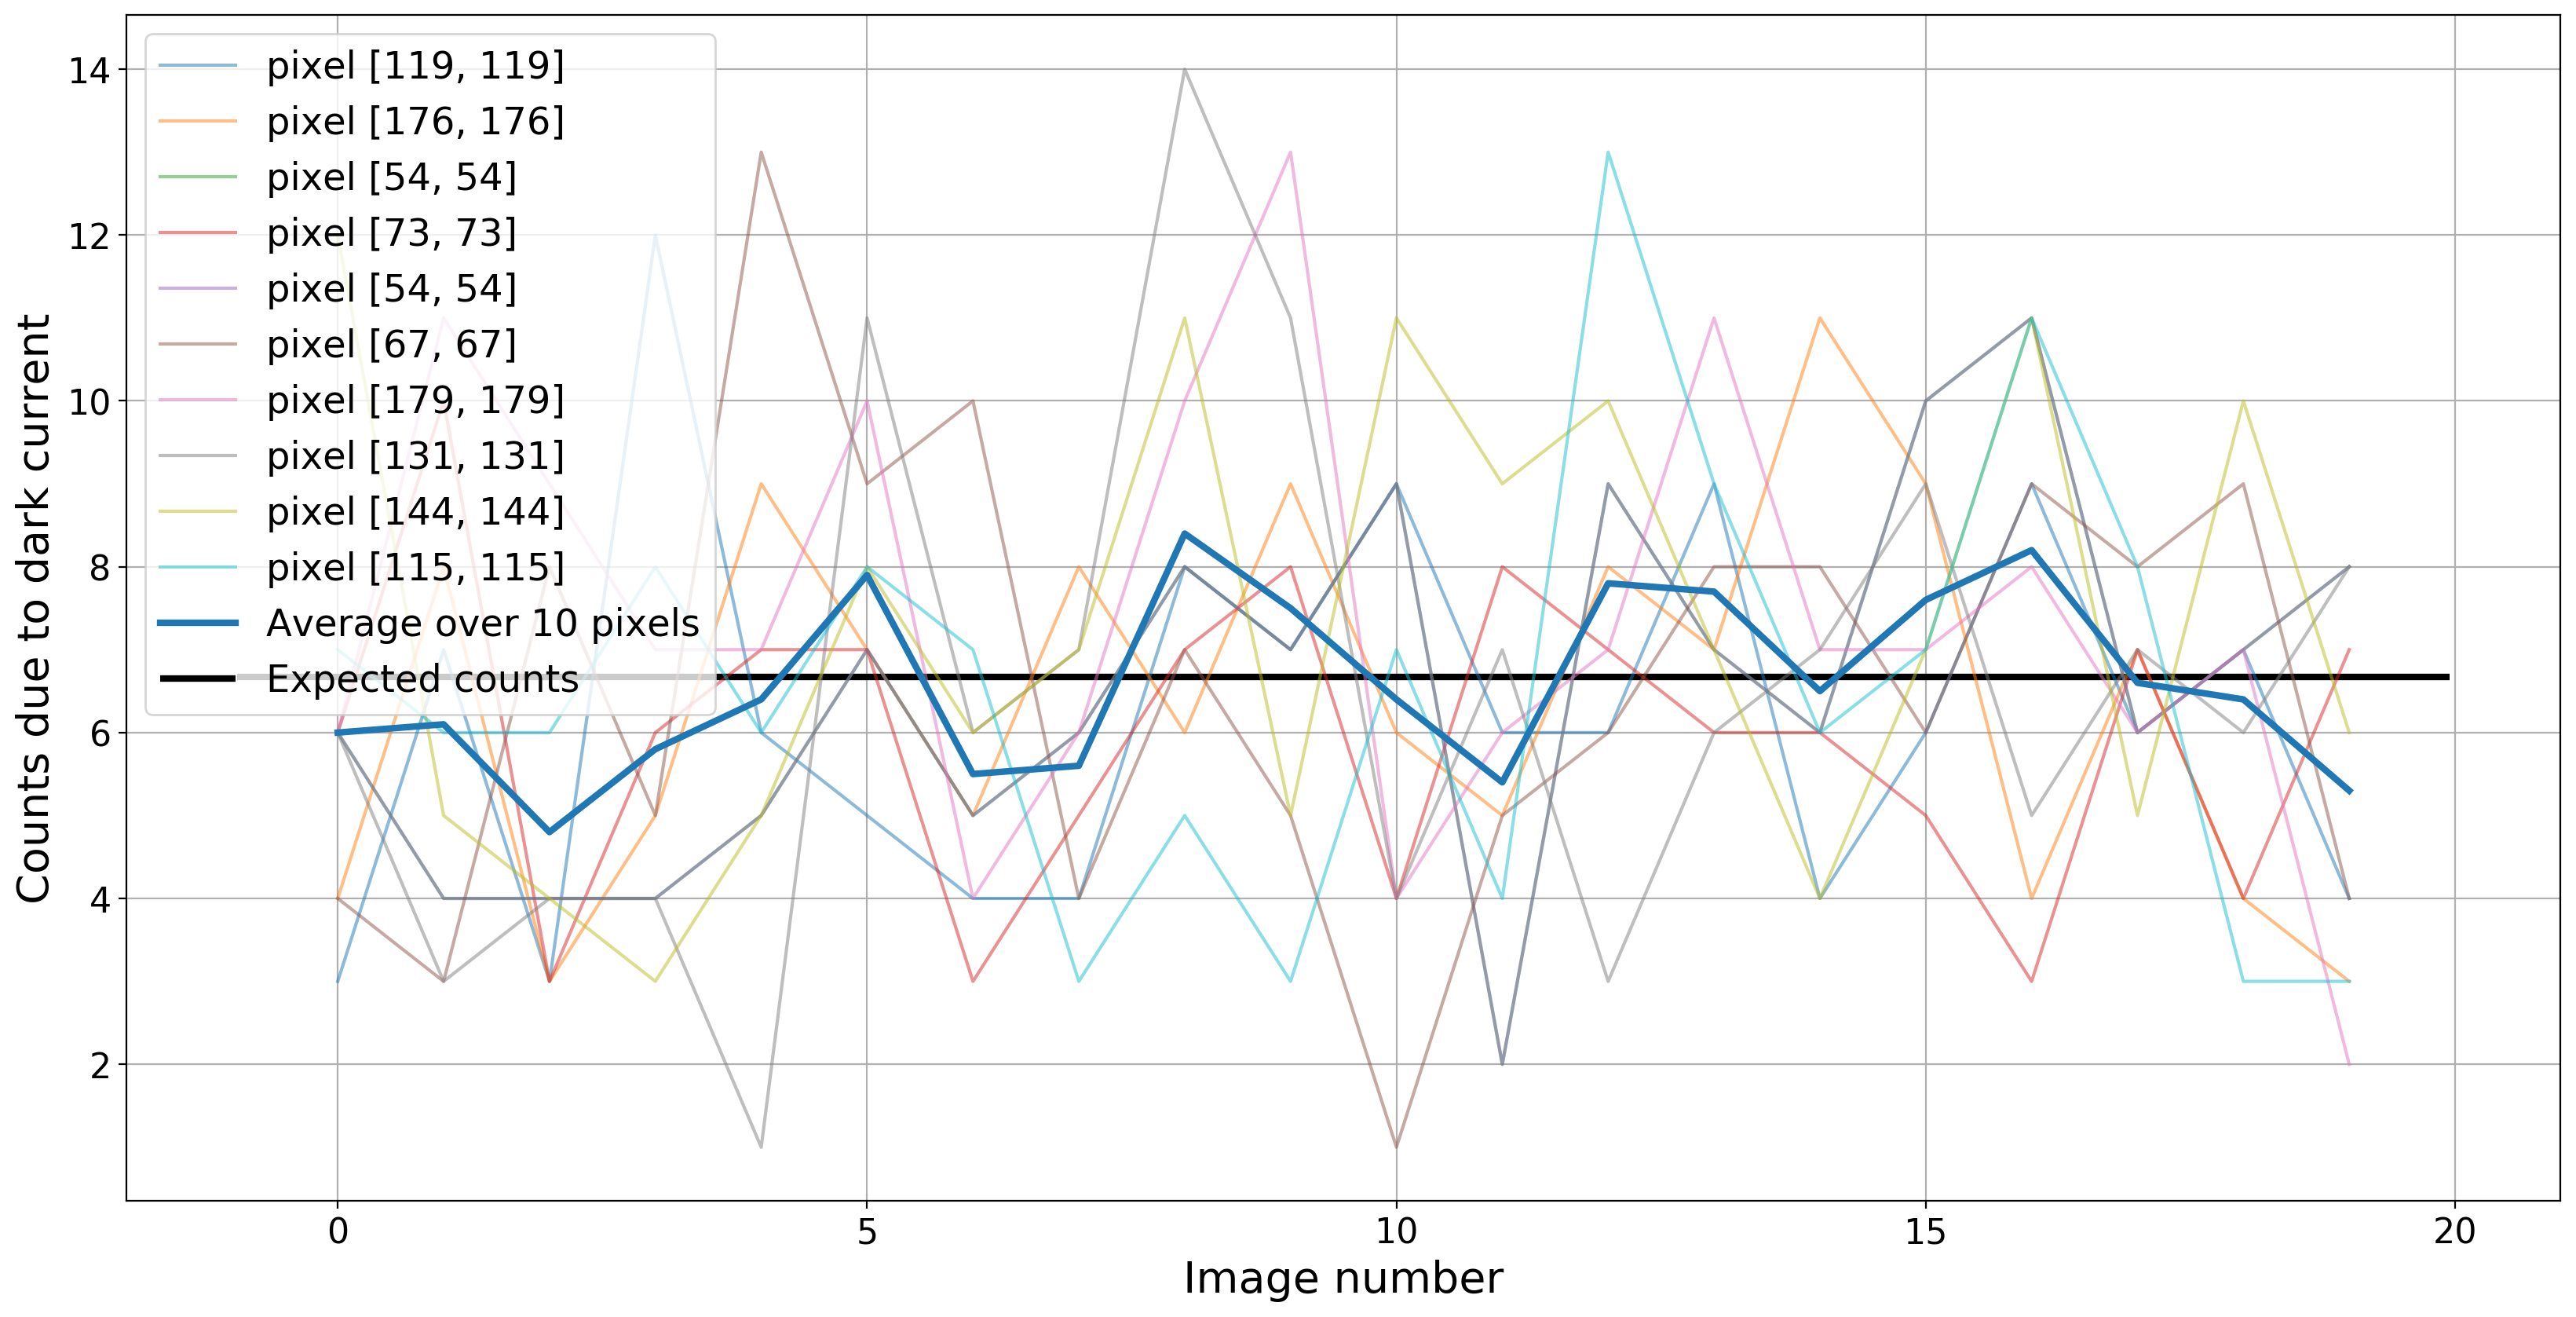 14
12
10
8
6
4
2
Counts due to dark current
pixel [119, 119]
pixel [176, 176]
pixel [54, 54]
pixel [73, 73]
pixel [54, 54]
pixel [67, 67]
pixel [179, 179]
pixel [131, 131]
pixel [144, 144]
pixel [115, 115]
Average over 10 pixels
Expected counts
0 5 10 15 20
Image number